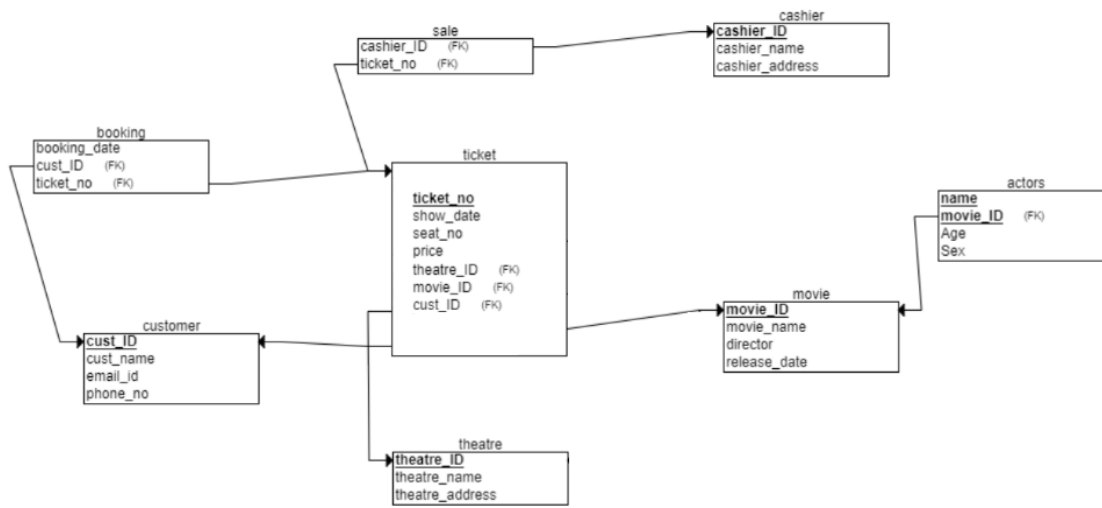 cashier
cashier_ID
cashier_name
cashier_address
sale
cashier_ID (FK)
ticket_no (FK)
booking
booking_date
cust_ID (FK)
ticket_no (FK)
ticket
ticket_no
show_date
seat_no
price
theatre_ID (FK)
movie_ID (FK)
cust_ID (FK)
actors
name
movie_ID (FK)
Age
Sex
customer
cust_ID
cust_name
email_id
phone_no
movie
movie_ID
movie_name
director
release_date
theatre
theatre_ID
theatre_name
theatre_address